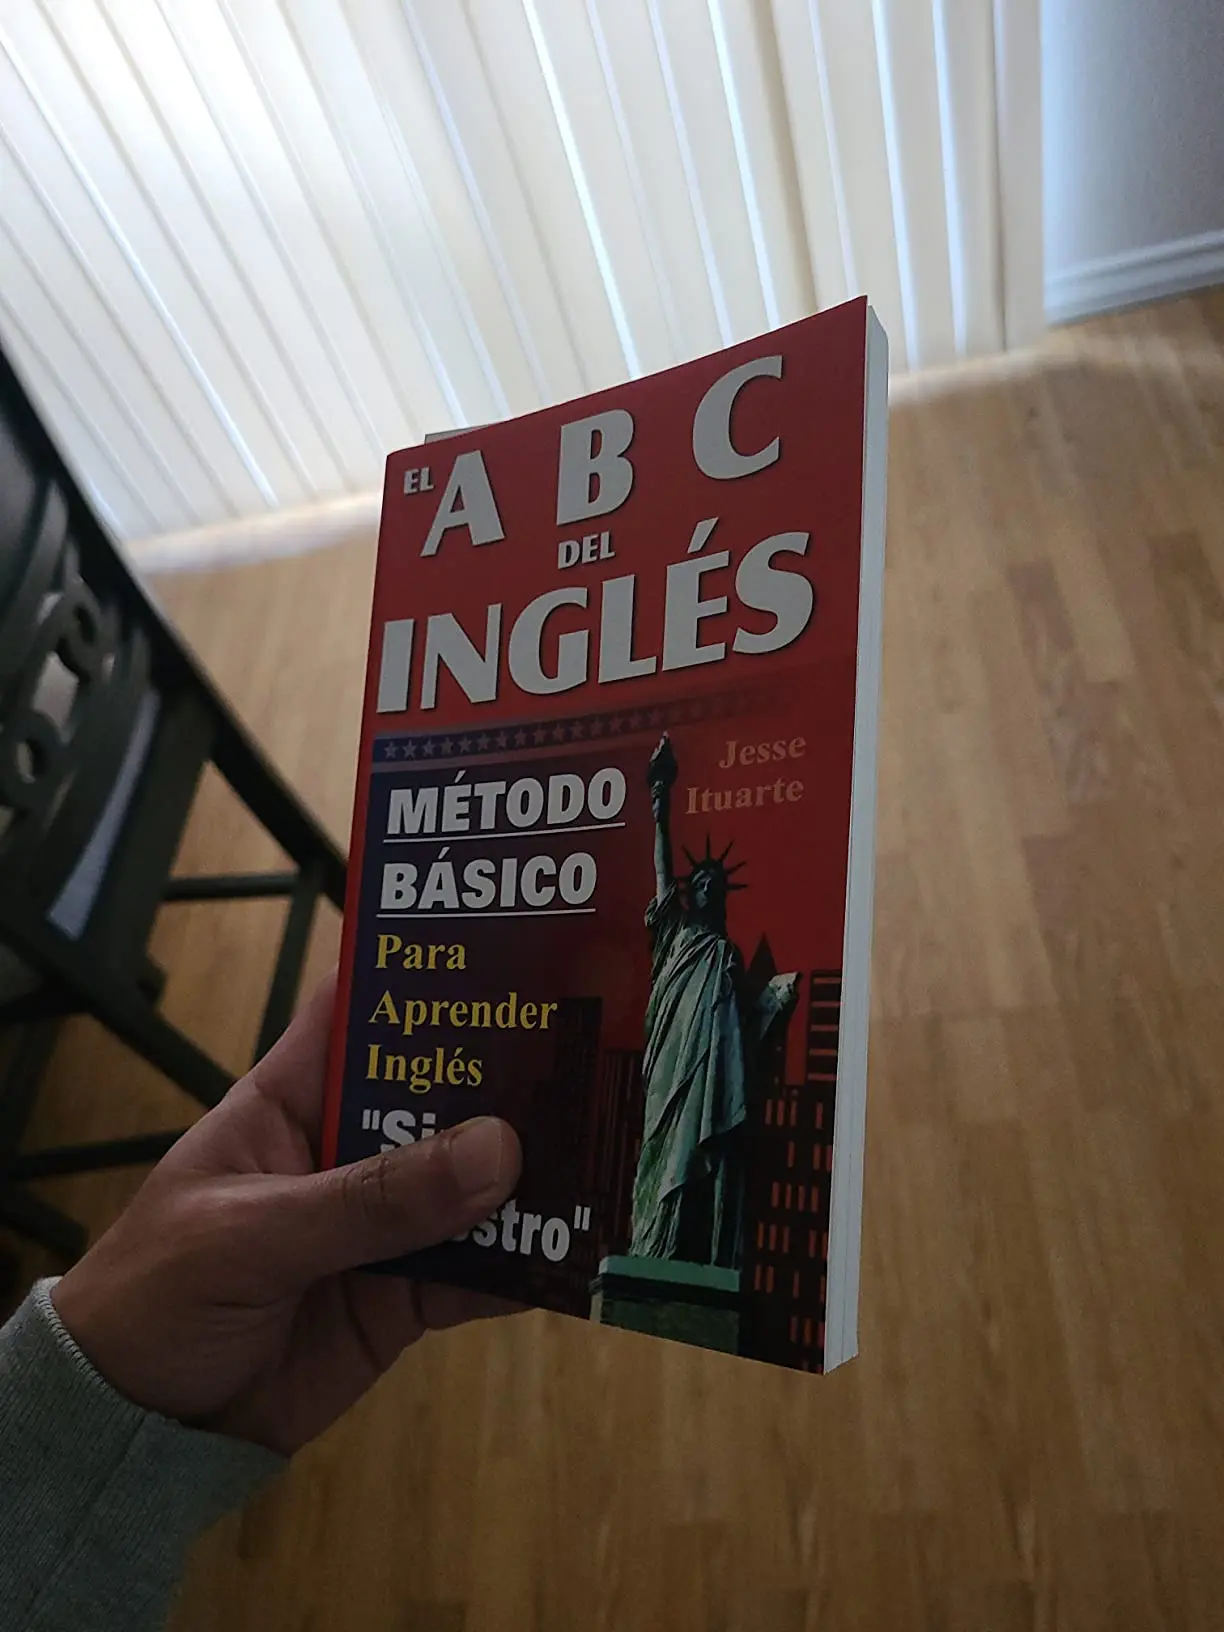 EL A B C
DEL
INGLÉS
Jesse
Ituarte
MÉTODO
BÁSICO
Para
Aprender
Inglés